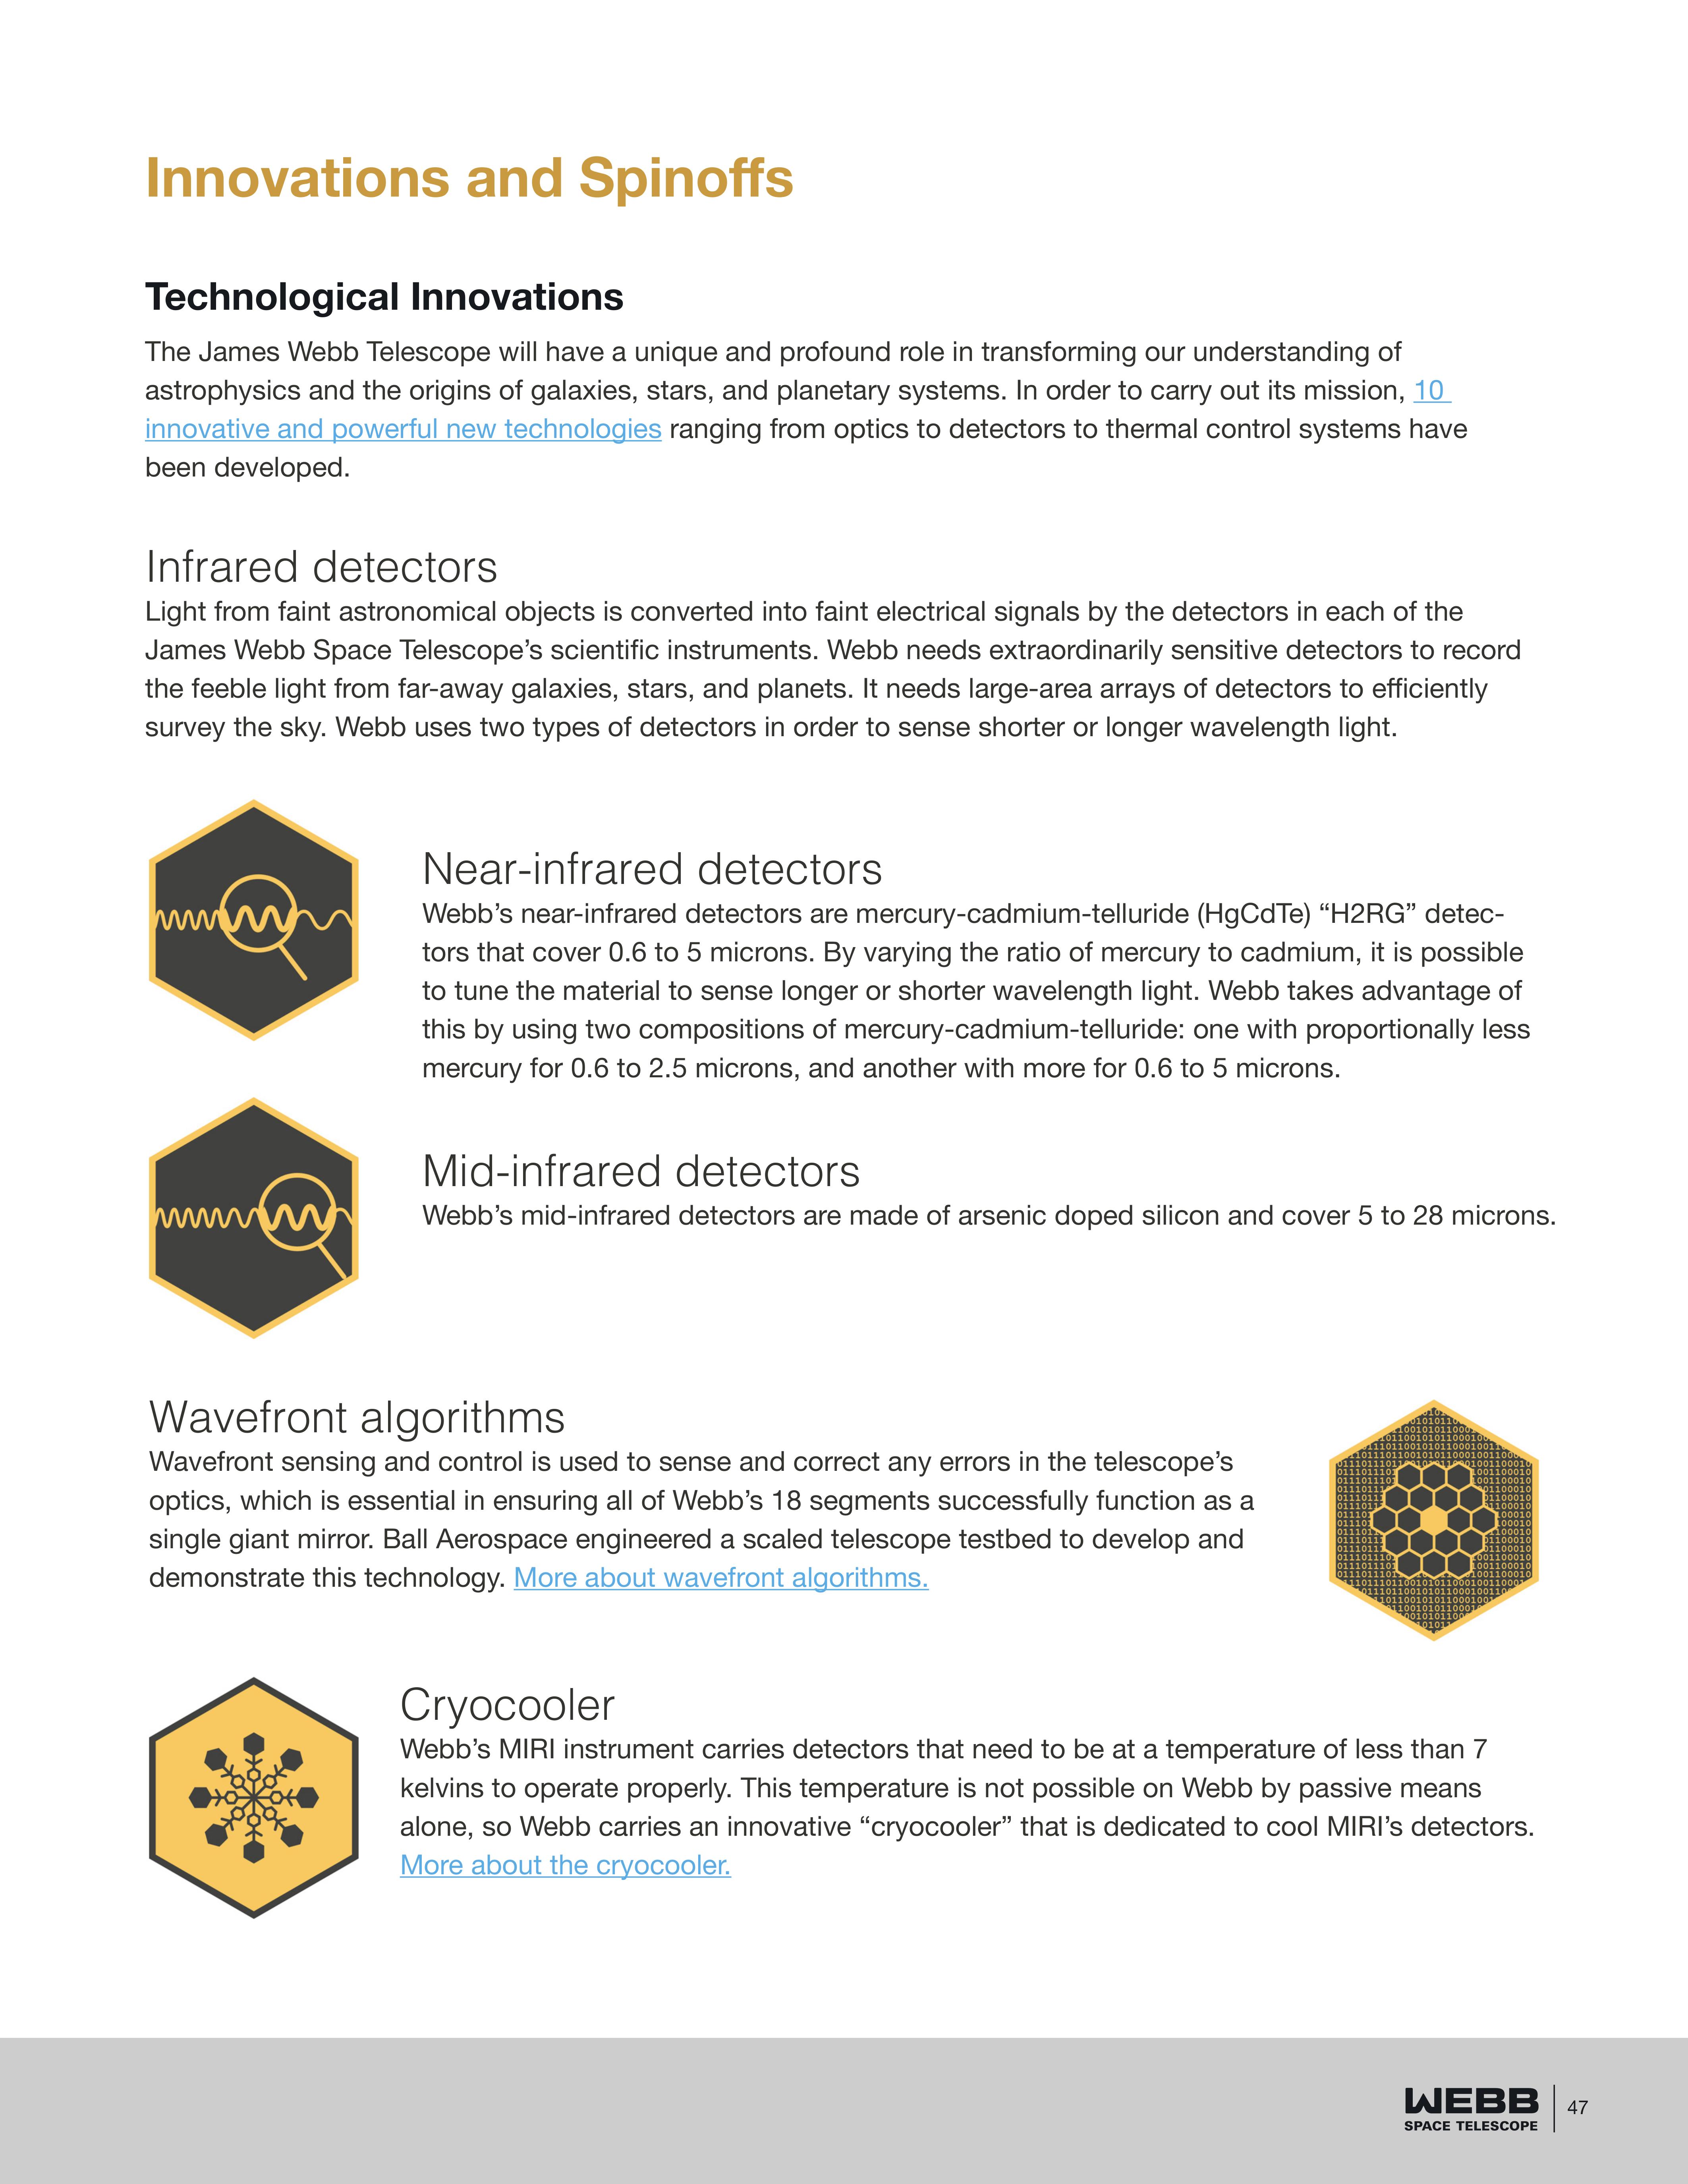 Innovations and Spinoffs
Technological Innovations
The James Webb Telescope will have a unique and profound role in transforming our understanding of
astrophysics and the origins of galaxies, stars, and planetary systems. In order to carry out its mission, 10
innovative and powerful new technologies ranging from optics to detectors to thermal control systems have
been developed.
Infrared detectors
Light from faint astronomical objects is converted into faint electrical signals by the detectors in each of the
James Webb Space Telescope’s scientific instruments. Webb needs extraordinarily sensitive detectors to record
the feeble light from far-away galaxies, stars, and planets. It needs large-area arrays of detectors to efficiently
survey the sky. Webb uses two types of detectors in order to sense shorter or longer wavelength light.
Near-infrared detectors
Webb’s near-infrared detectors are mercury-cadmium-telluride (HgCdTe) “H2RG” detec-
tors that cover 0.6 to 5 microns. By varying the ratio of mercury to cadmium, it is possible
to tune the material to sense longer or shorter wavelength light. Webb takes advantage of
this by using two compositions of mercury-cadmium-telluride: one with proportionally less
mercury for 0.6 to 2.5 microns, and another with more for 0.6 to 5 microns.
Mid-infrared detectors
Webb’s mid-infrared detectors are made of arsenic doped silicon and cover 5 to 28 microns.
Wavefront algorithms
Wavefront sensing and control is used to sense and correct any errors in the telescope’s
optics, which is essential in ensuring all of Webb’s 18 segments successfully function as a
single giant mirror. Ball Aerospace engineered a scaled telescope testbed to develop and
demonstrate this technology. More about wavefront algorithms.
Cryocooler
Webb’s MIRI instrument carries detectors that need to be at a temperature of less than 7
kelvins to operate properly. This temperature is not possible on Webb by passive means
alone, so Webb carries an innovative “cryocooler” that is dedicated to cool MIRI’s detectors.
More about the cryocooler.
WEBB
SPACE TELESCOPE
47